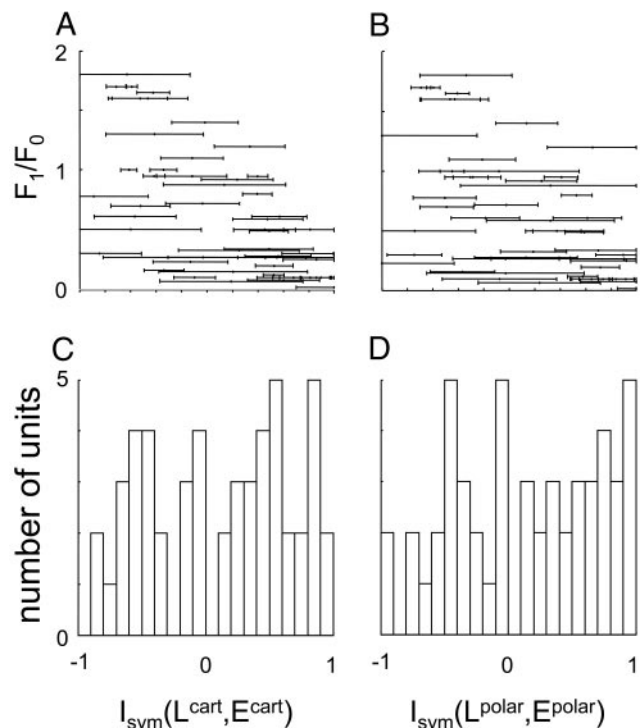 A
B
2
F1/F0
1
0
C
D
5
number of units
0
-1
0
1
-1
0
1
Isym(Lcart,Ecart)
Isym(Lpolar,Epolar)